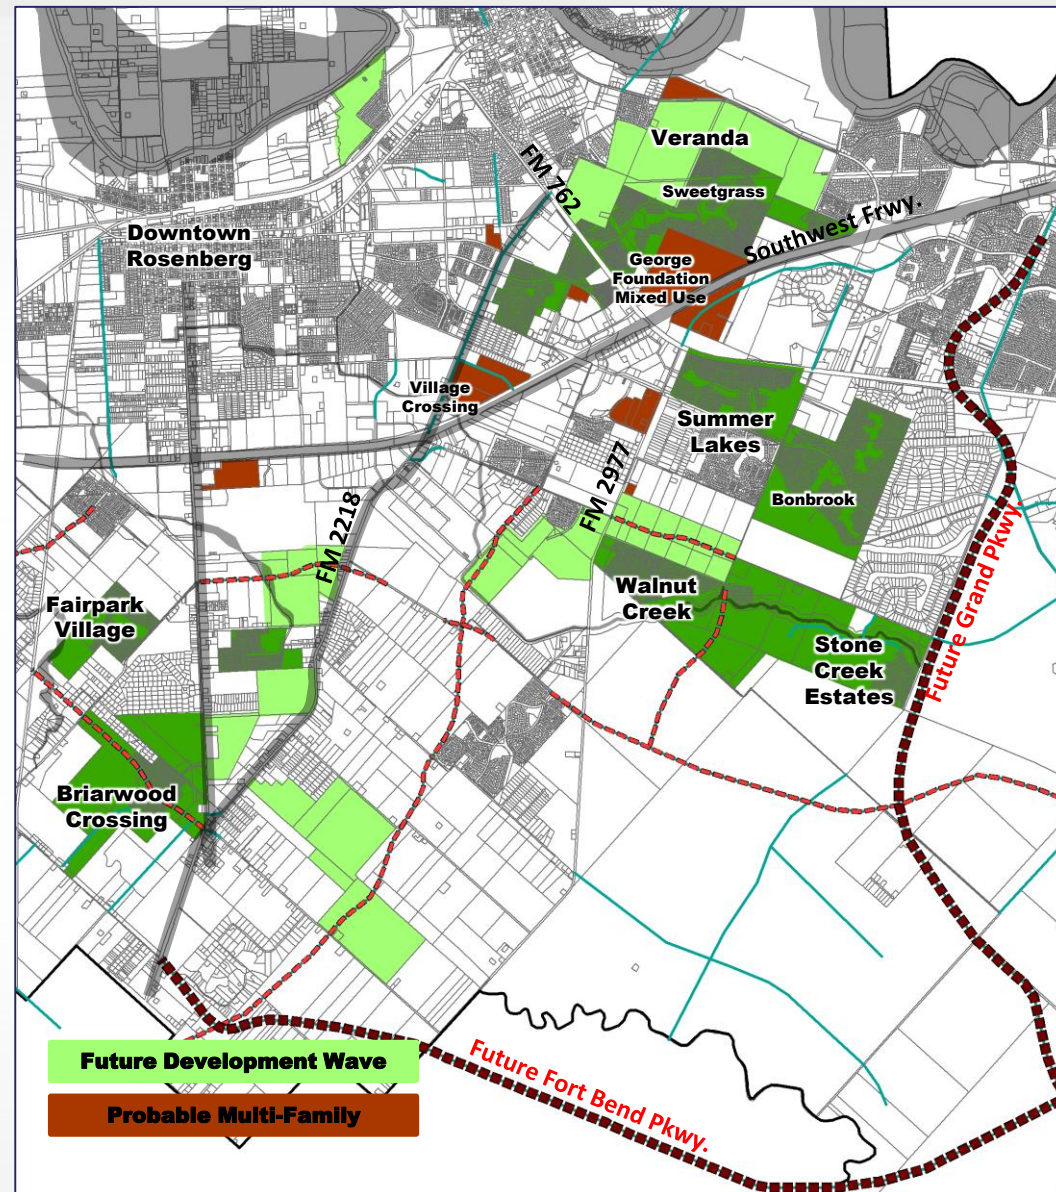 Veranda
FM 762
Sweetgrass
Southwest Frwy.
Downtown
Rosenberg
George
Foundation
Mixed Use
Village
Crossing
Summer
Lakes
FM 2977
Bonbrook
FM 2218
Future Grand Pkwy.
Walnut
Creek
Fairpark
Village
Stone
Creek
Estates
Briarwood
Crossing
Future Development Wave
Probable Multi-Family
Future Fort Bend Pkwy.